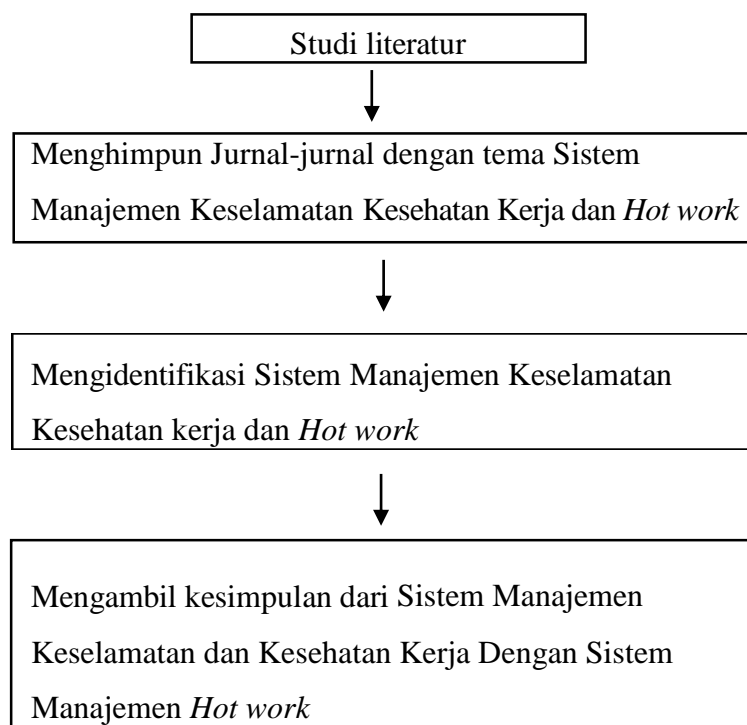 Studi literatur
Menghimpun Jurnal-jurnal dengan tema Sistem
Manajemen Keselamatan Kesehatan Kerja dan Hot work
Mengidentifikasi Sistem Manajemen Keselamatan
Kesehatan kerja dan Hot work
Mengambil kesimpulan dari Sistem Manajemen
Keselamatan dan Kesehatan Kerja Dengan Sistem
Manajemen Hot work